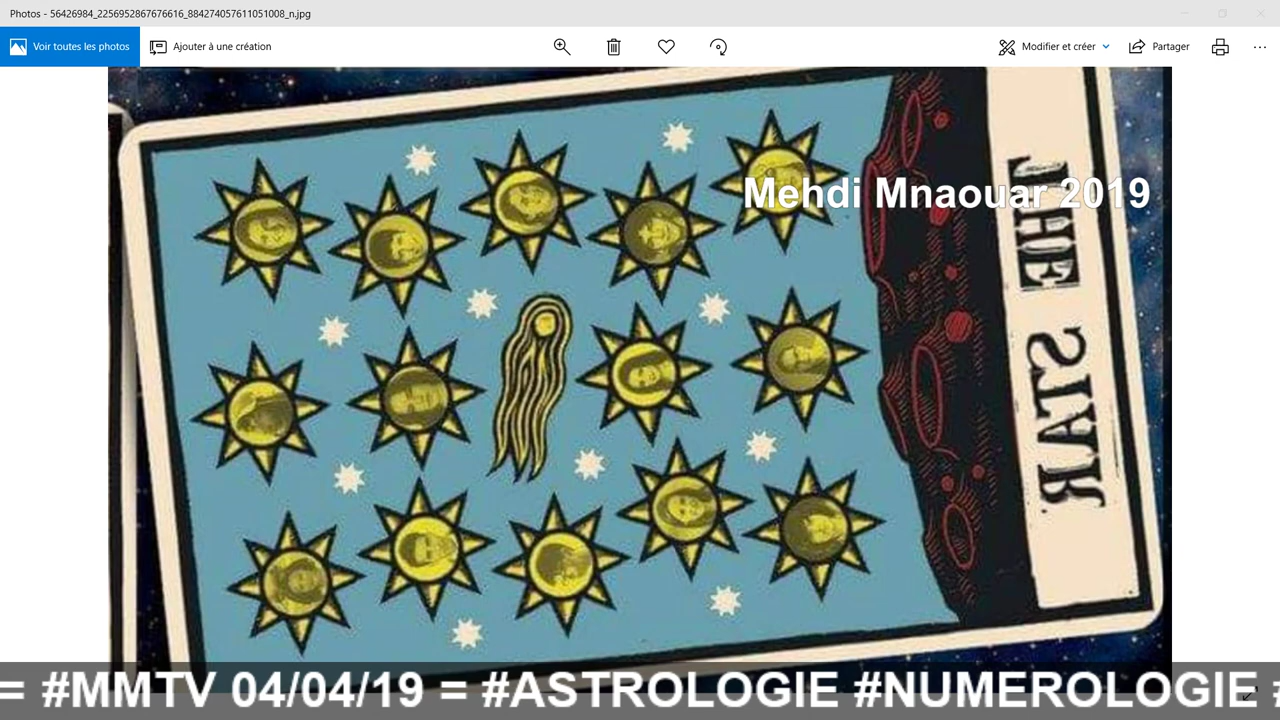 Photos - 56426984_2256952867676616_884274057611051008_n.jpg
Voir toutes les photos
Ajouter à une création
Modifier et créer
Partager
Mehdi Mnaouar 2019
THE STAR
= #MMTV 04/04/19 = #ASTROLOGIE #NUMEROLOGIE #